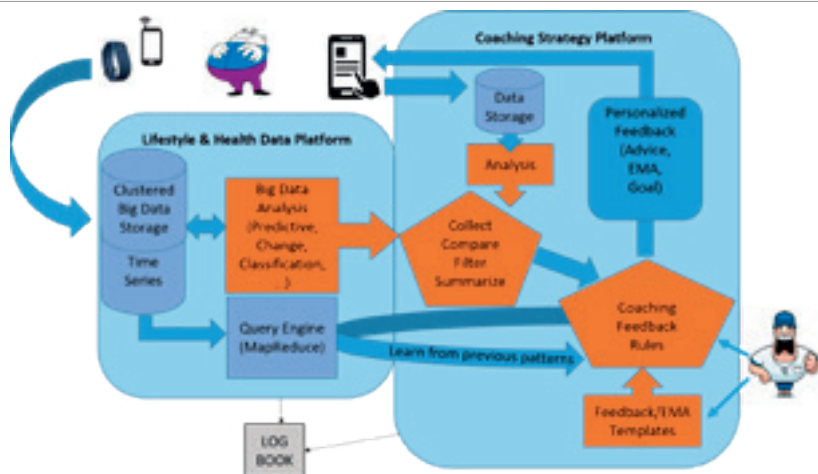 Coaching Strategy Platform
Data
Storage
Personalized
Feedback
(Advice,
EMA,
Goal)
Lifestyle & Health Data Platform
Analysis
Clustered
Big Data
Storage
Time
Series
Big Data
Analysis
(Predictive,
Change,
Classification,
...)
Collect
Compare
Filter
Summarize
Coaching
Feedback
Rules
Query Engine
(MapReduce)
Learn from previous patterns
Feedback/EMA
Templates
LOG
BOOK